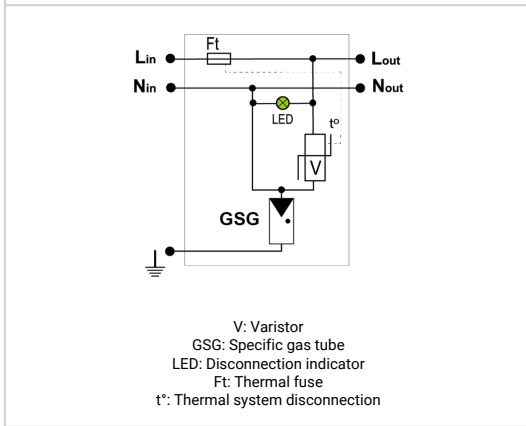 Ft
Lin Lout
Nin Nout
LED
t°
V
GSG
V: Varistor
GSG: Specific gas tube
LED: Disconnection indicator
Ft: Thermal fuse
t°: Thermal system disconnection